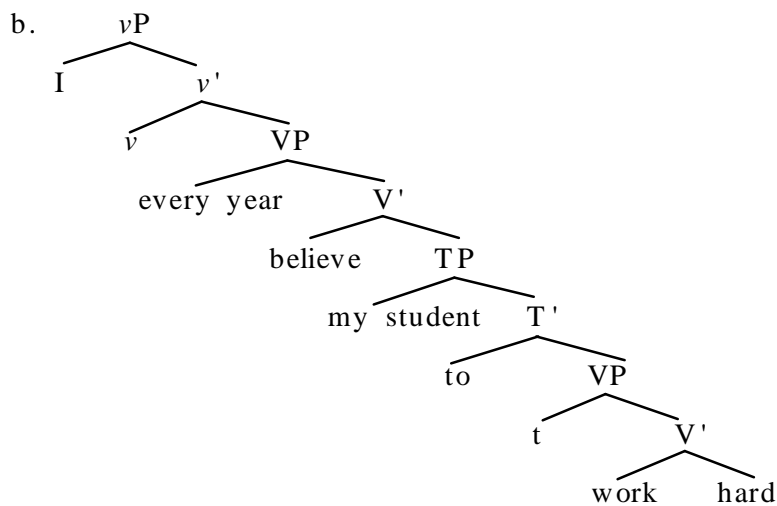 b. vP
I v'
v VP
every year V'
believe TP
my student T'
to VP
t V'
work hard